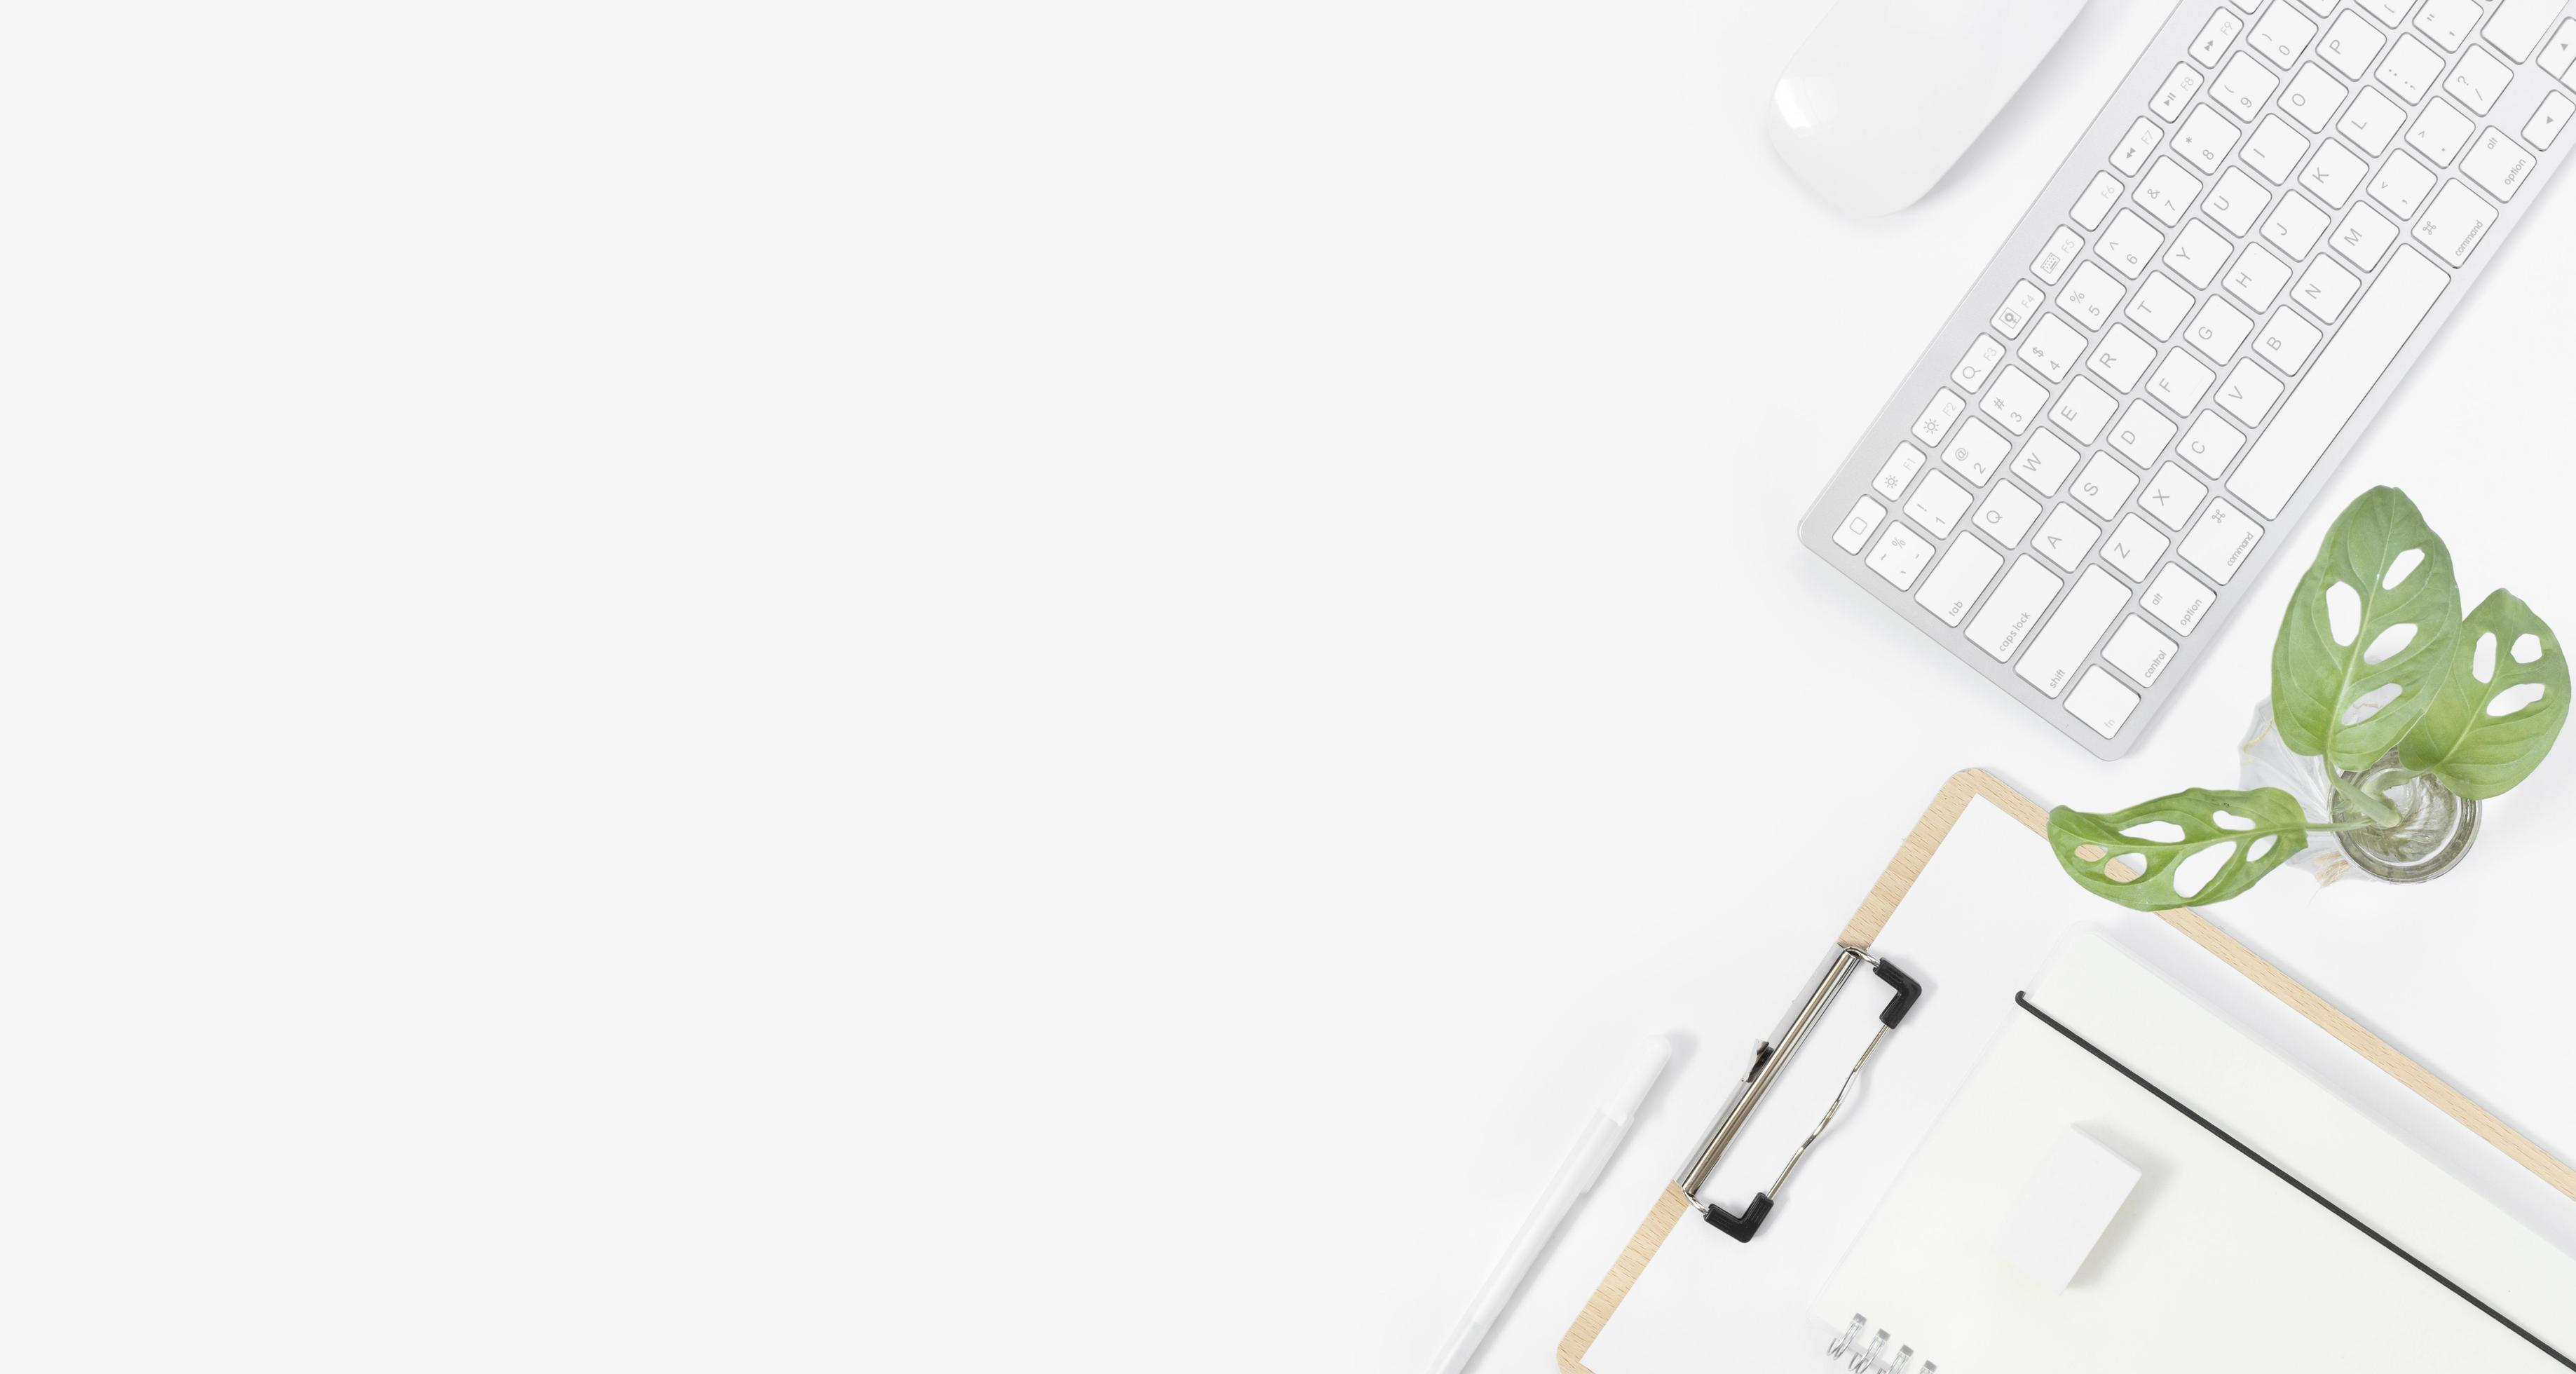 F1 F2 F3 F4 F5 F6 F7 F8 F9
! @ # $ % ^ & * ( )
1 2 3 4 5 6 7 8 9 0
tab Q W E R T Y U I O P
caps lock A S D F G H J K L : ;
shift Z X C V B N M < , > . ? /
fn control alt option ⌘ command ⌘ command alt option